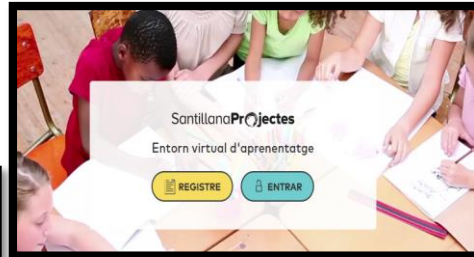 SantillanaProjectes
Entorn virtual d'aprenentatge
REGISTRE ENTRAR